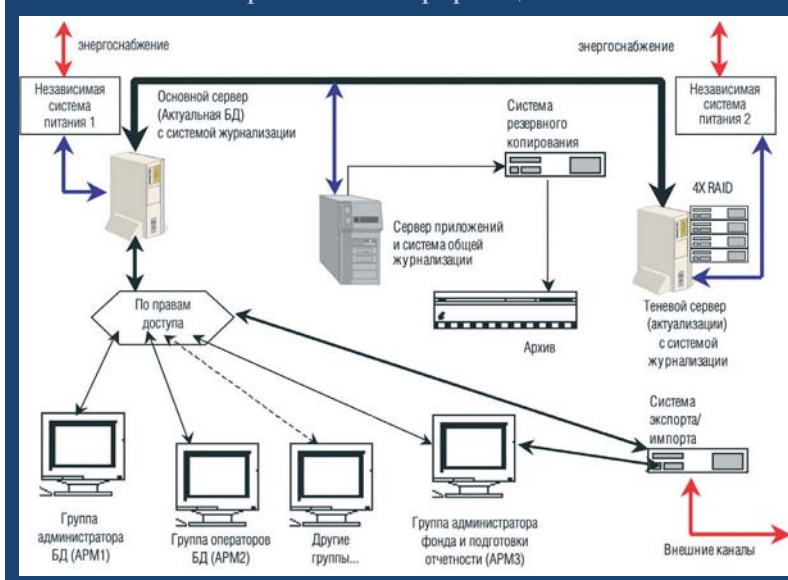 энергоснабжение
энергоснабжение
Независимая
система
питания 1
Основной сервер
(Актуальная БД)
с системой журнализации
Система
резервного
копирования
Независимая
система
питания 2
4X RAID
Сервер приложений
и система общей
журнализации
Теневой сервер
(актуализации)
с системой
журнализации
По правам
доступа
Архив
Система
экспорта/
импорта
Группа
администратора
БД (АРМ1)
Группа операторов
БД (АРМ2)
Другие
группы...
Группа администратора
фонда и подготовки
отчетности (АРМ3)
Внешние каналы